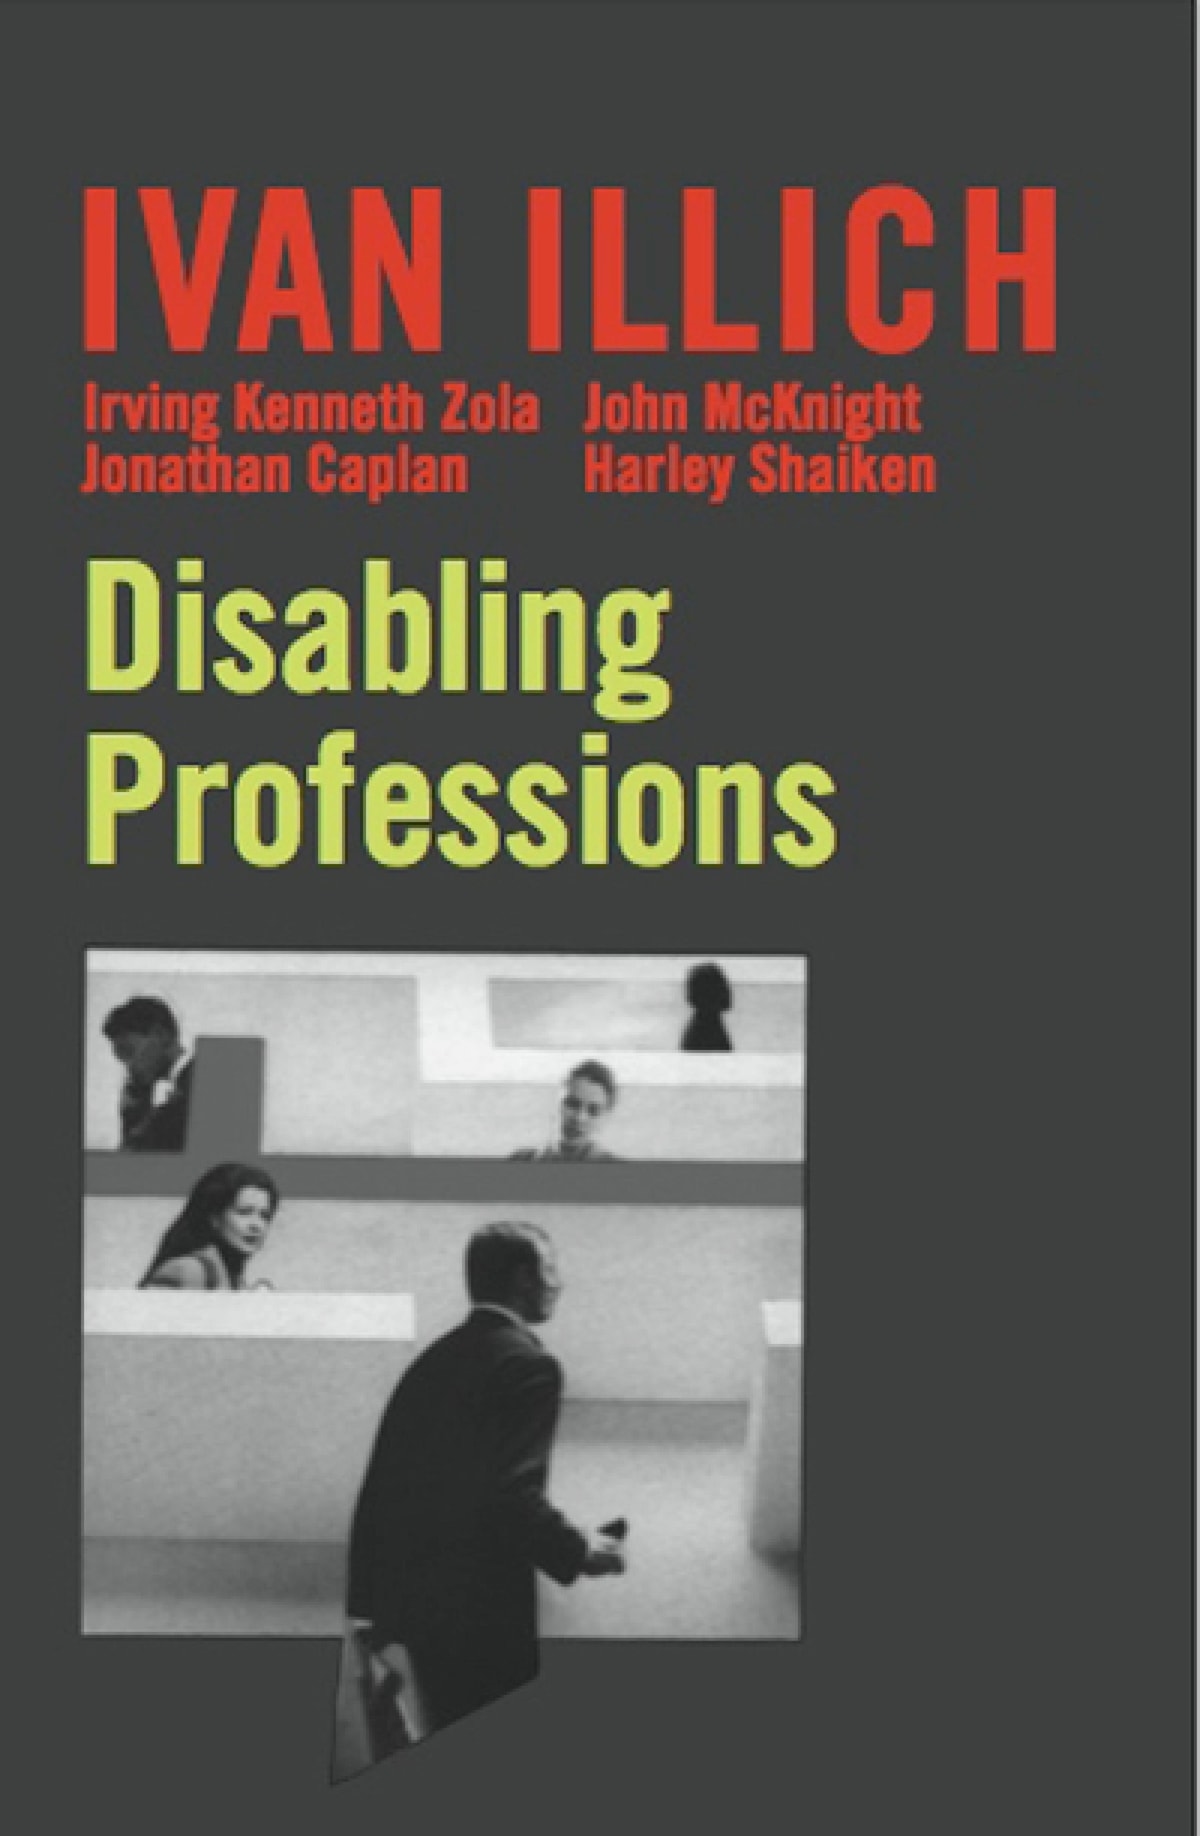 IVAN ILLICH
Irving Kenneth Zola John McKnight
Jonathan Caplan Harley Shaiken
Disabling
Professions